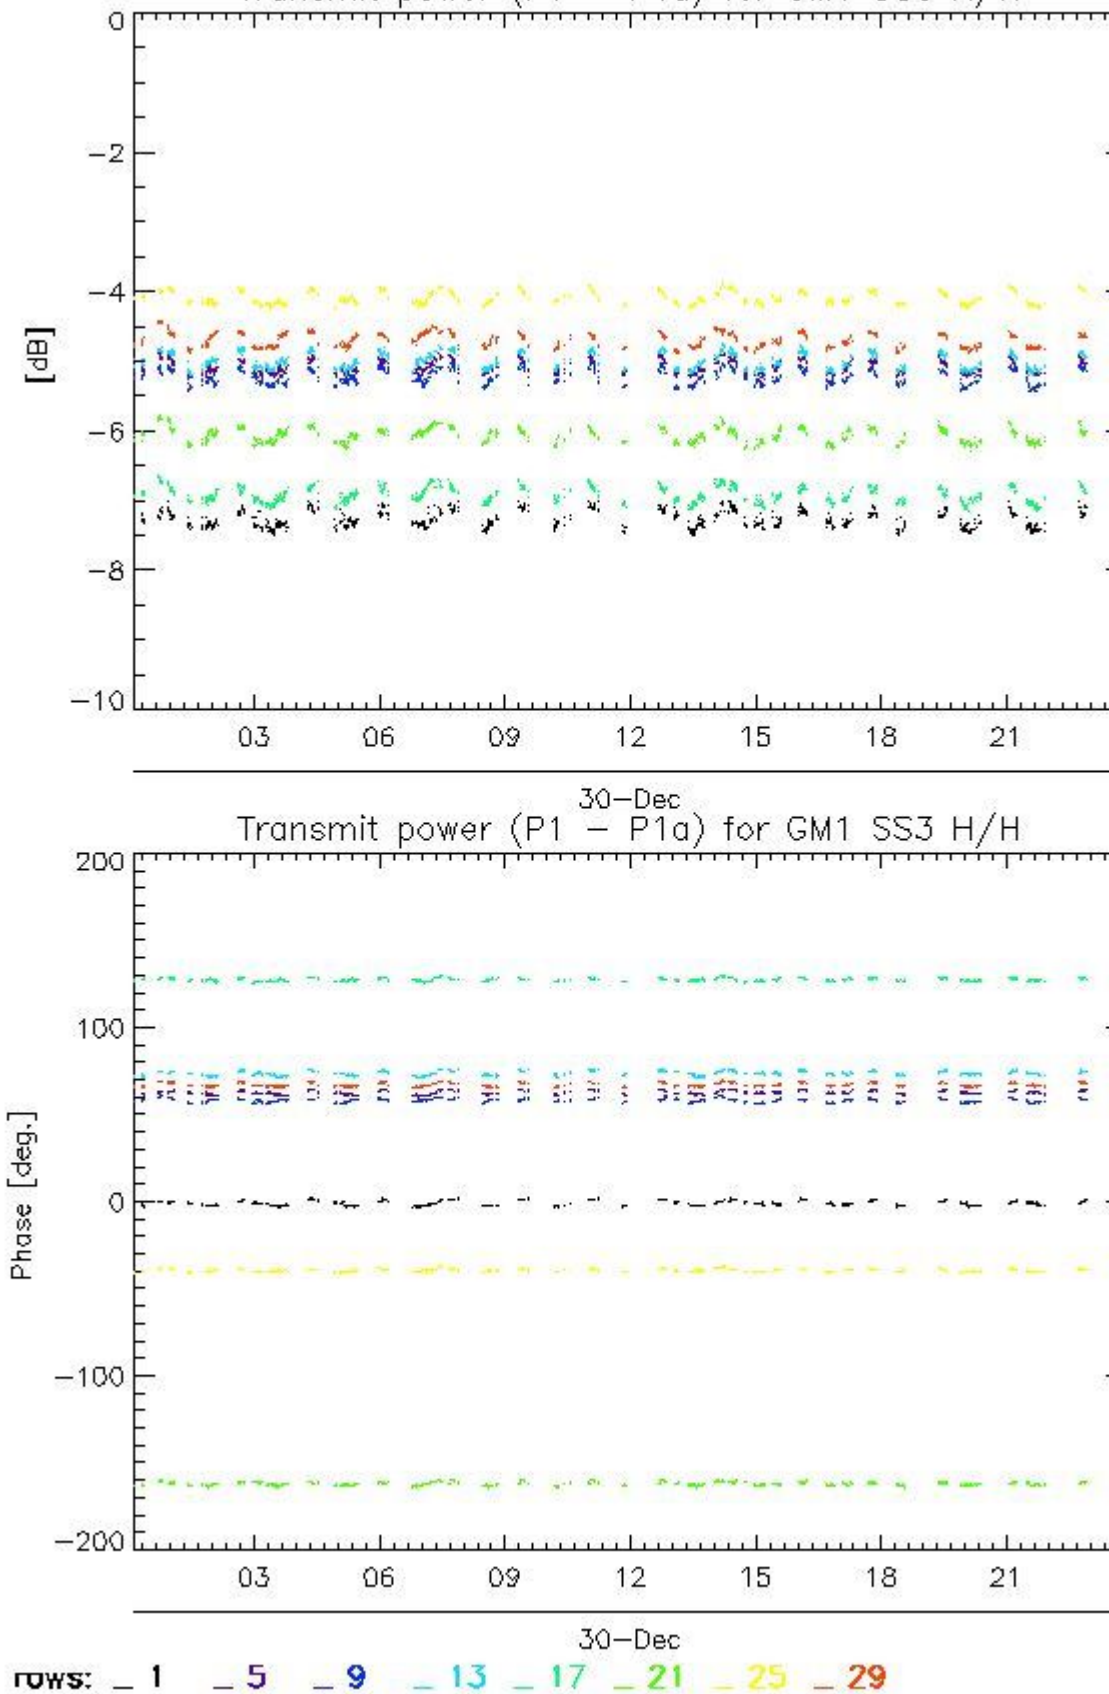 0
−2
−4
[dB]
−6
−8
−10
03 06 09 12 15 18 21
30−Dec
Transmit power (P1 − P1a) for GM1 SS3 H/H
200
100
0
Phase [deg.]
−100
−200
03 06 09 12 15 18 21
30−Dec
rows: _ 1 _ 5 _ 9 _ 13 _ 17 _ 21 _ 25 _ 29